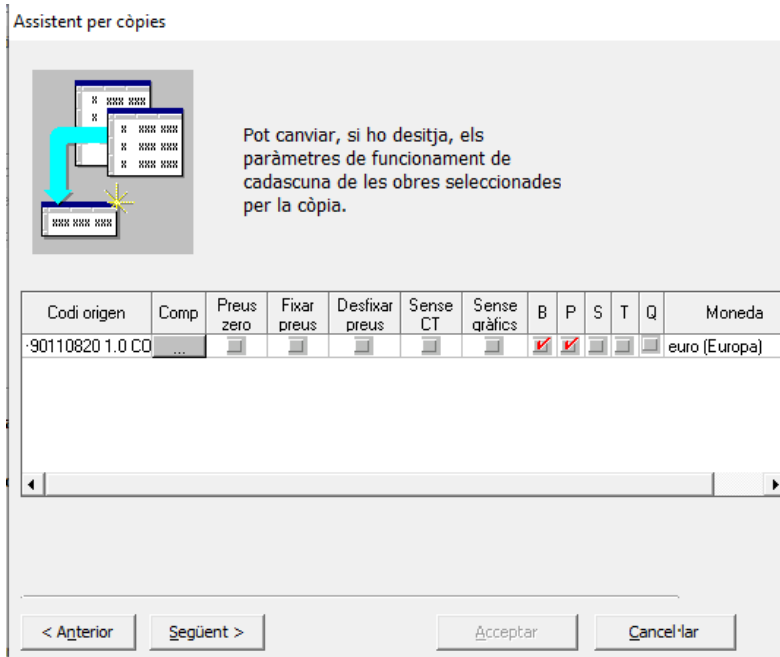 Assistent per còpies
Pot canviar, si ho desitja, els
paràmetres de funcionament de
cadascuna de les obres seleccionades
per la còpia.
Codi origen Comp Preus zero Fixar preus Desfixar preus Sense CT Sense gràfics B P S T Q Moneda
90110820 1.0 CO ... euro (Europa)
< Anterior Següent > Acceptar Cancel·lar